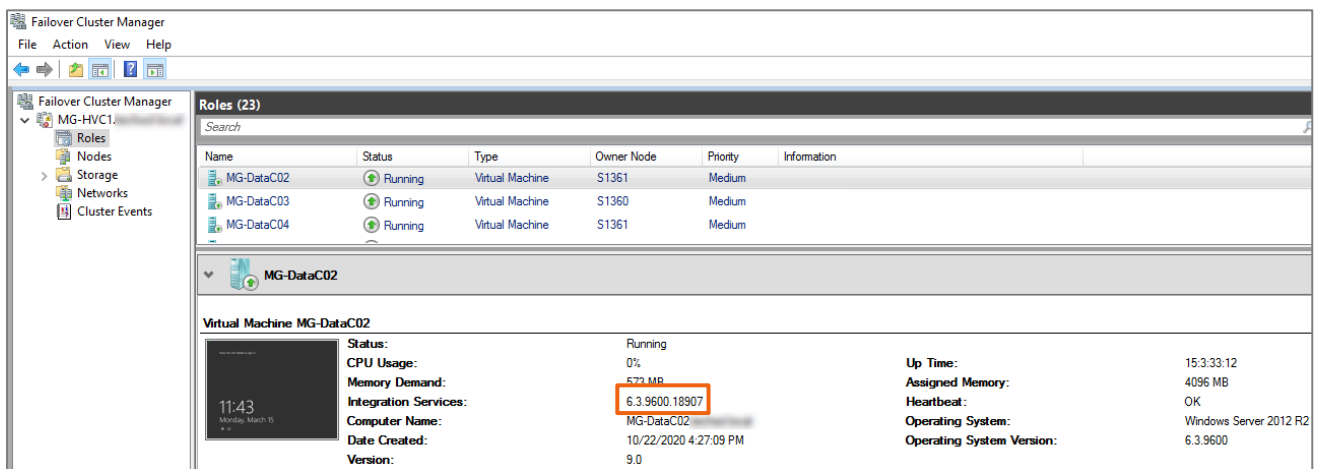 Failover Cluster Manager
File Action View Help
Failover Cluster Manager
MG-HVC1.
Roles
Nodes
Storage
Networks
Cluster Events
Roles (23)
Search
Name Status Type Owner Node Priority Information
MG-DataC02 Running Virtual Machine S1361 Medium
MG-DataC03 Running Virtual Machine S1360 Medium
MG-DataC04 Running Virtual Machine S1361 Medium
MG-DataC02
Virtual Machine MG-DataC02
11:43
Monday, March 15
Status: Running
CPU Usage: 0% Up Time: 15:3:33:12
Memory Demand: 573 MB Assigned Memory: 4096 MB
Integration Services: 6.3.9600.18907 Heartbeat: OK
Computer Name: MG-DataC02 Operating System: Windows Server 2012 R2
Date Created: 10/22/2020 4:27:09 PM Operating System Version: 6.3.9600
Version: 9.0